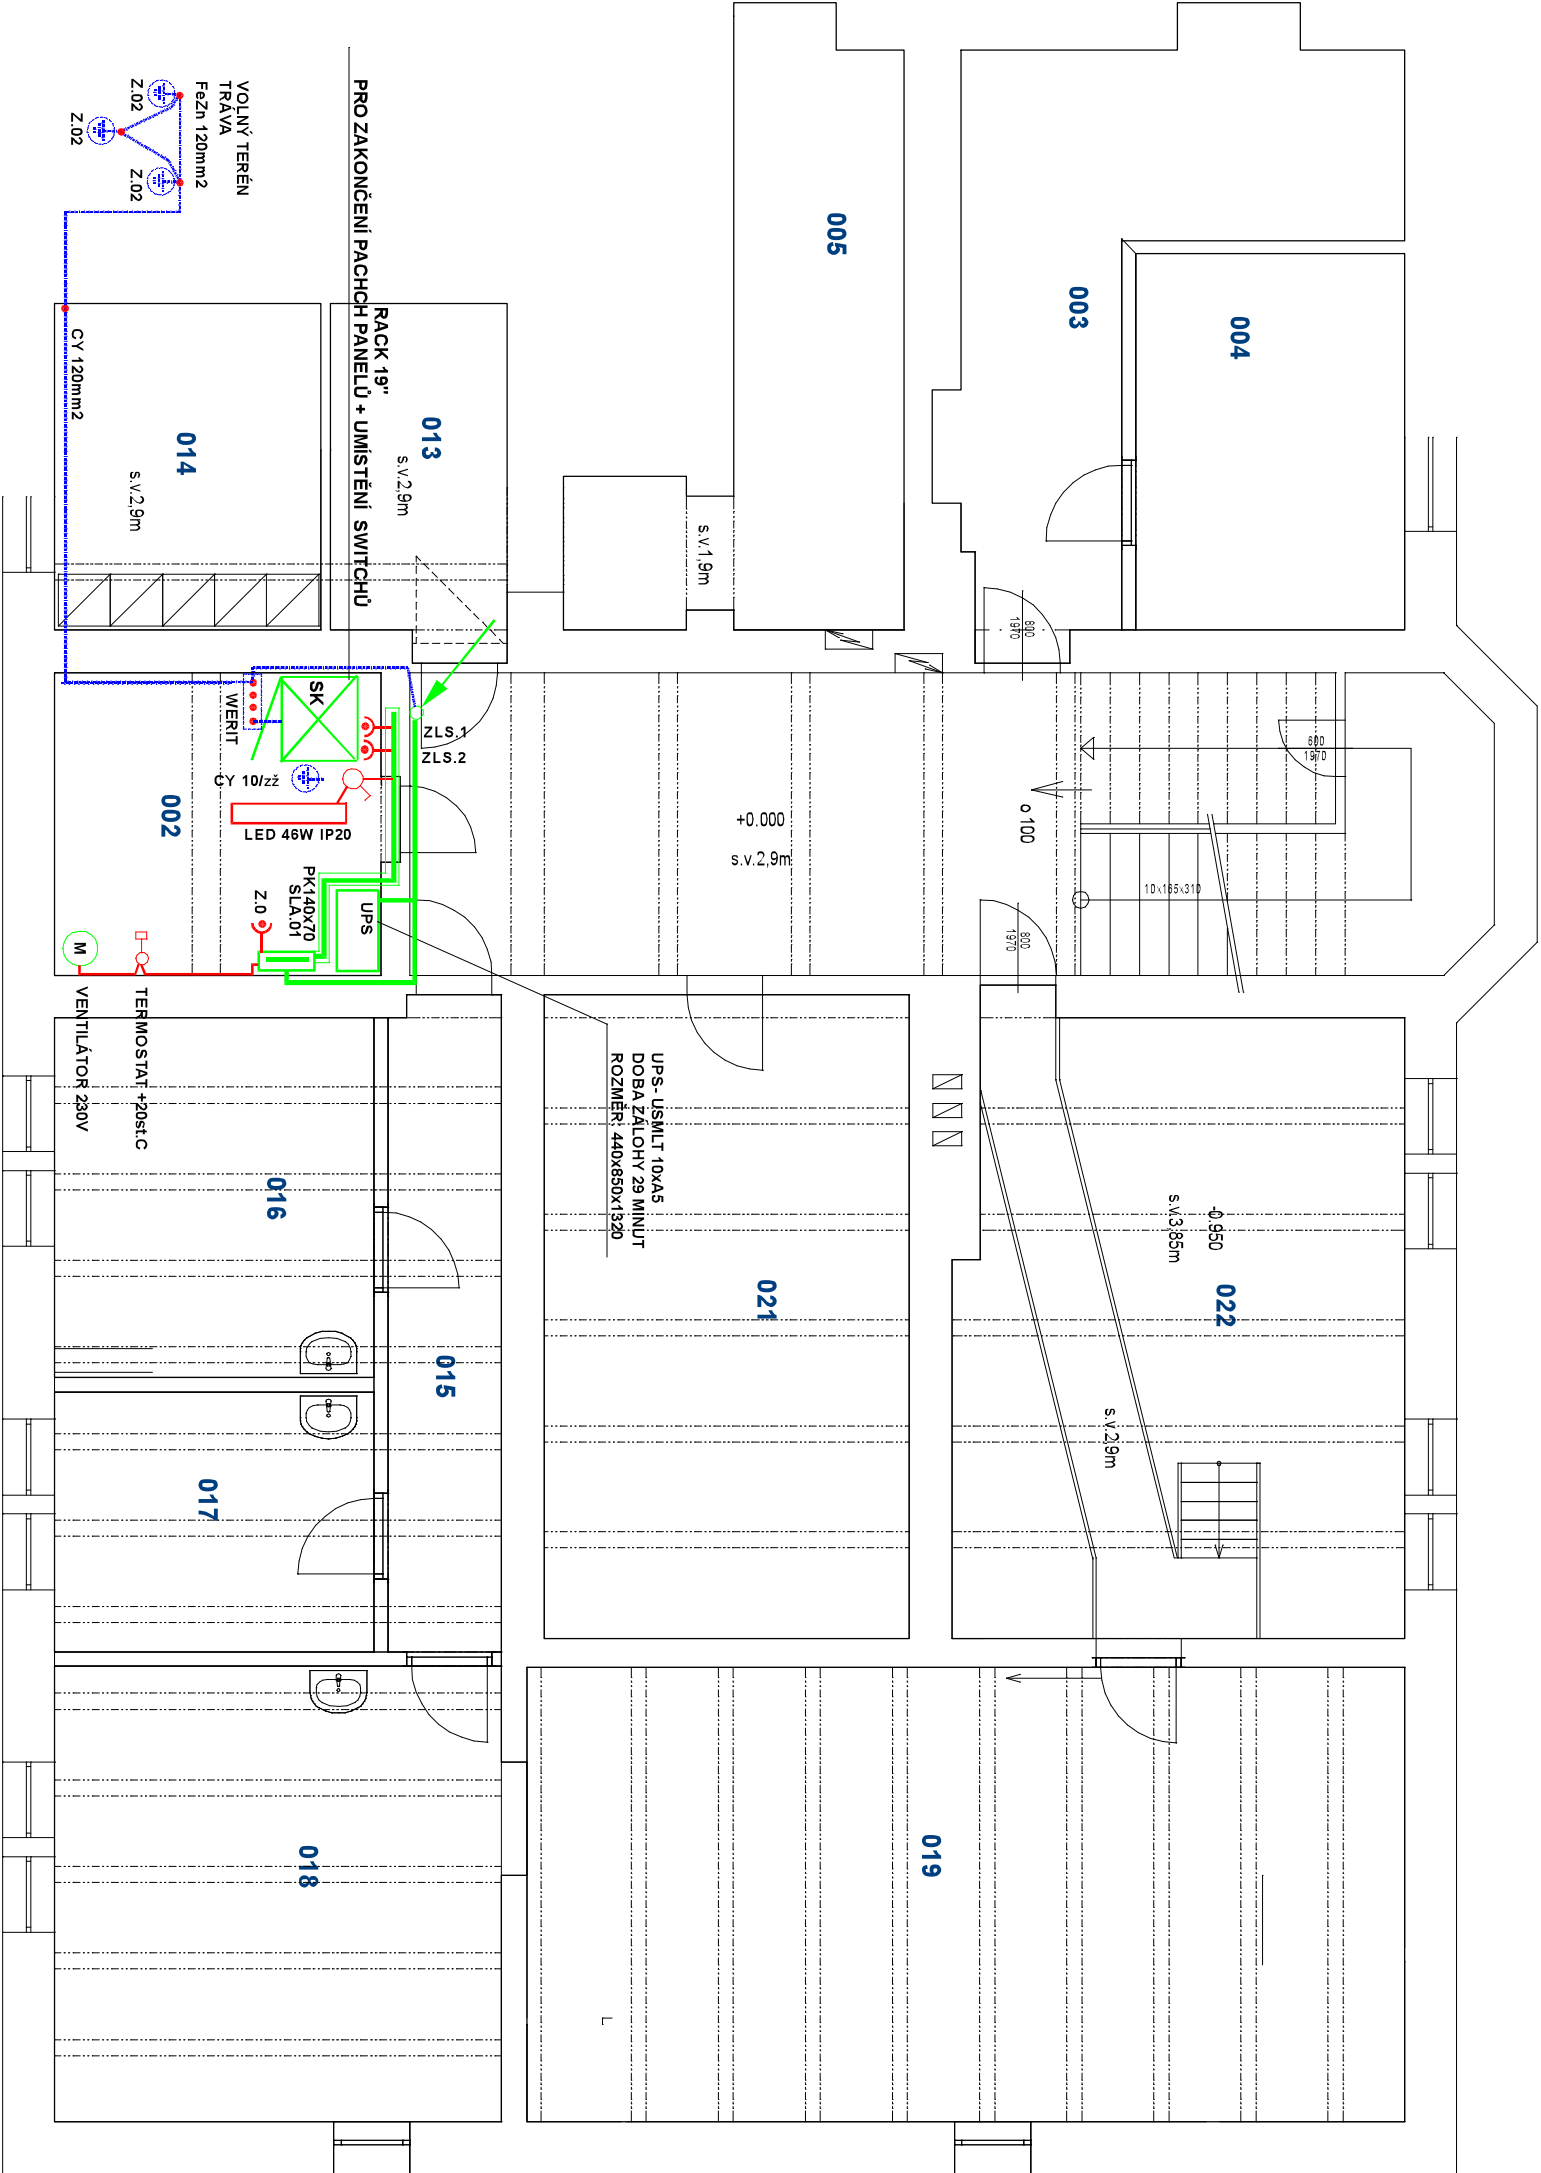 VOLNÝ TERÉN
TRÁVA
FeZn 120mm2
Z.02
Z.02
Z.02
RACK 19"
PRO ZAKONČENÍ PACHCH PANELŮ + UMÍSTĚNÍ SWITCHŮ
CY 120mm2
014
s.v.2,9m
013
s.v.2,9m
005
s.v.1,9m
003
004
800
1970
600
1970
10x165x310
o 100
+0.000
s.v.2,9m
800
1970
SK
WERIT
ZLS.1
ZLS.2
CY 10/zž
LED 46W IP20
002
PK140x70
SLA.01
UPS
Z.0
M
VENTILÁTOR 230V
TERMOSTAT +20st.C
UPS- USMLT 10xA5
DOBA ZÁLOHY 29 MINUT
ROZMĚR: 440x850x1320
016
015
017
018
021
022
-0.950
s.v.3,85m
s.v.2,9m
019